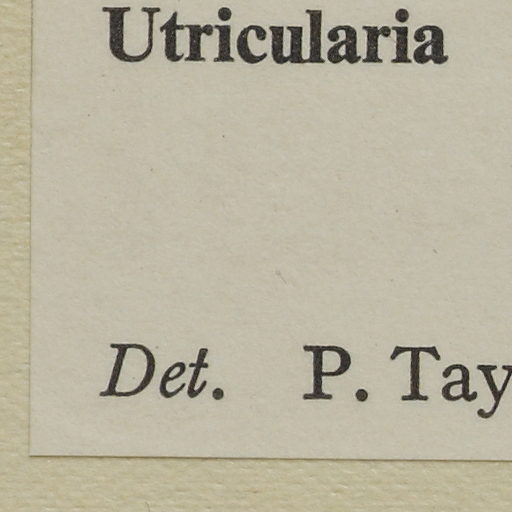 Utricularia
Det. P. Tay